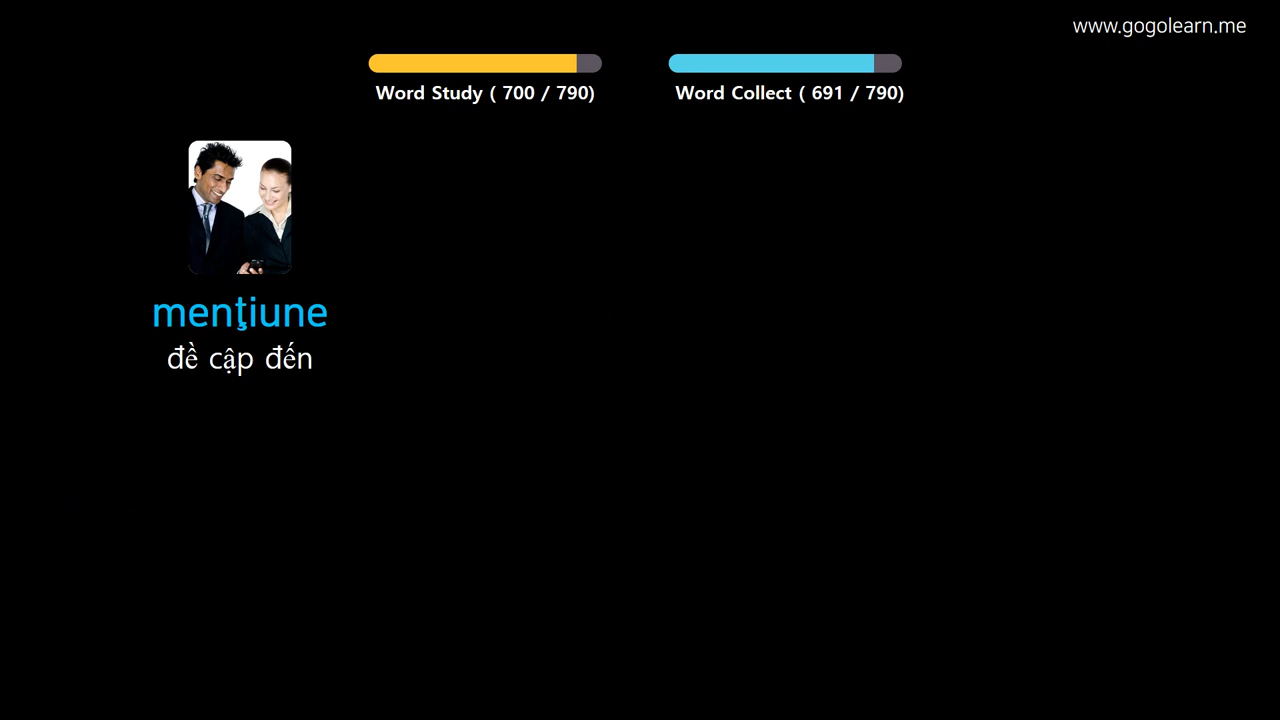 www.gogolearn.me
Word Study ( 700 / 790)
Word Collect ( 691 / 790)
menţiune
đề cập đến